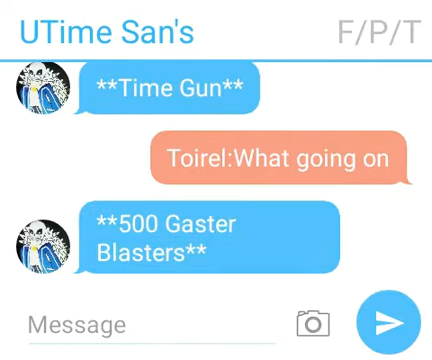 UTime San's F/P/T
**Time Gun**
Toirel:What going on
**500 Gaster
Blasters**
Message